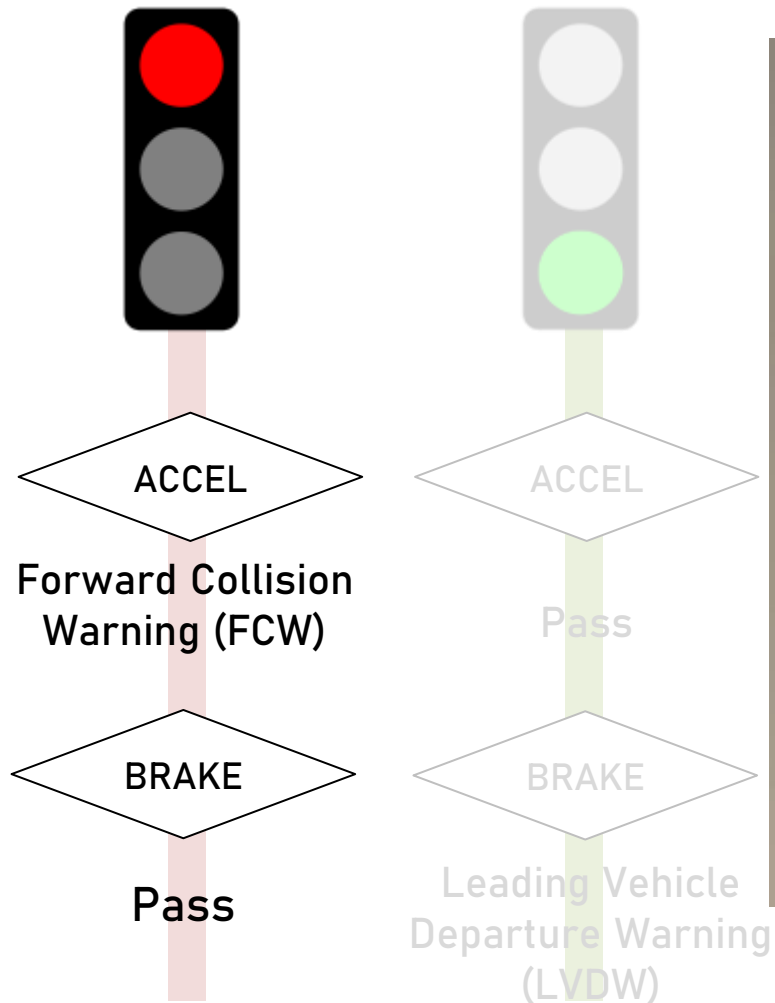 ACCEL
Forward Collision
Warning (FCW)
BRAKE
Pass
ACCEL
Pass
BRAKE
Leading Vehicle
Departure Warning
(LVDW)